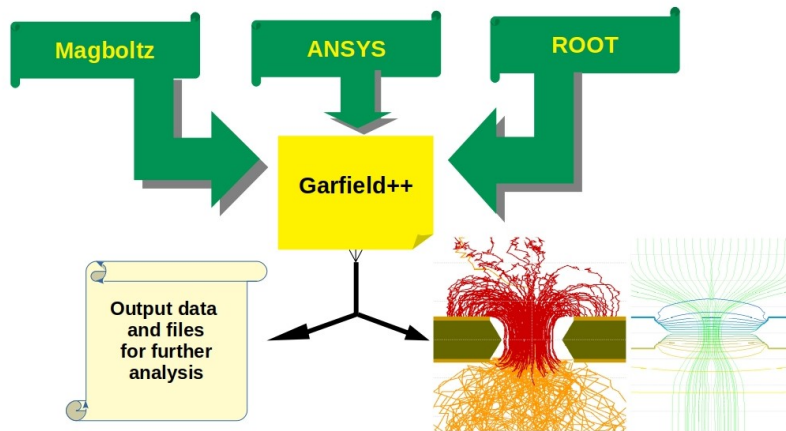 Magboltz
ANSYS
ROOT
Garfield++
Output data
and files
for further
analysis